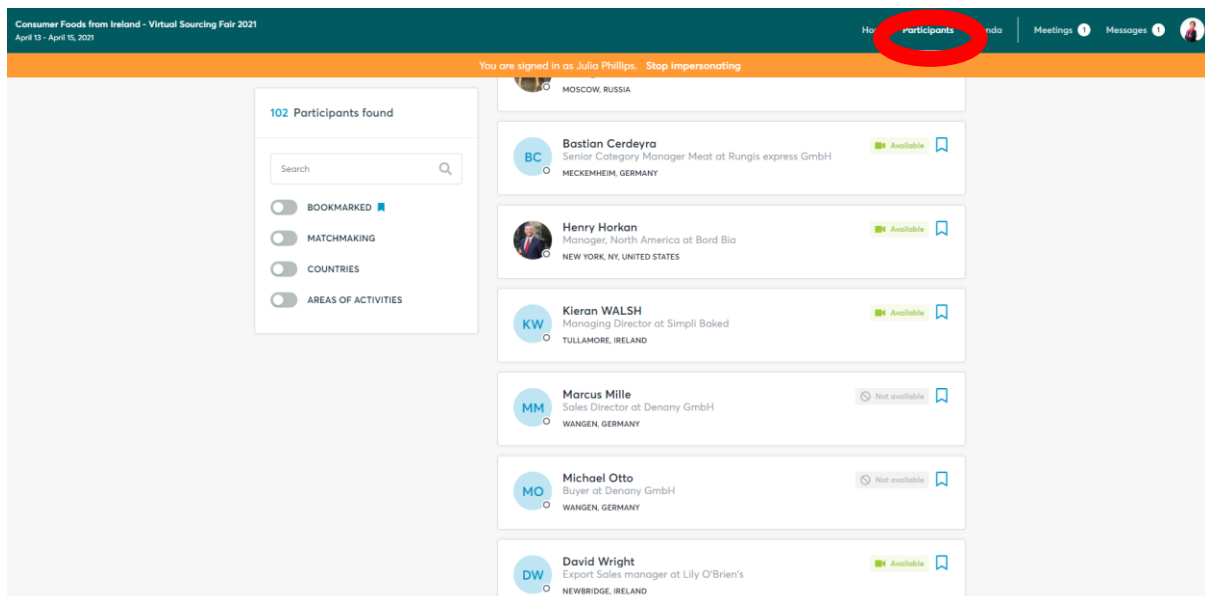 Consumer Foods from Ireland - Virtual Sourcing Fair 2021
April 13 - April 15, 2021
Participants
Meetings 1
Messages 1
You are signed in as Julia Phillips. Stop impersonating
102 Participants found
Search
BOOKMARKED
MATCHMAKING
COUNTRIES
AREAS OF ACTIVITIES
MOSCOW, RUSSIA
BC
Bastian Cerdeyra
Available
Senior Category Manager Meat at Rungis express GmbH
MECKEMHEIM, GERMANY
Henry Horkan
Available
Manager, North America at Bord Bia
NEW YORK, NY, UNITED STATES
KW
Kieran WALSH
Available
Managing Director at Simpli Baked
TULLAMORE, IRELAND
MM
Marcus Mille
Not available
Sales Director at Denany GmbH
WANGEN, GERMANY
MO
Michael Otto
Not available
Buyer at Denany GmbH
WANGEN, GERMANY
DW
David Wright
Available
Export Sales manager at Lily O'Brien's
NEWBRIDGE, IRELAND